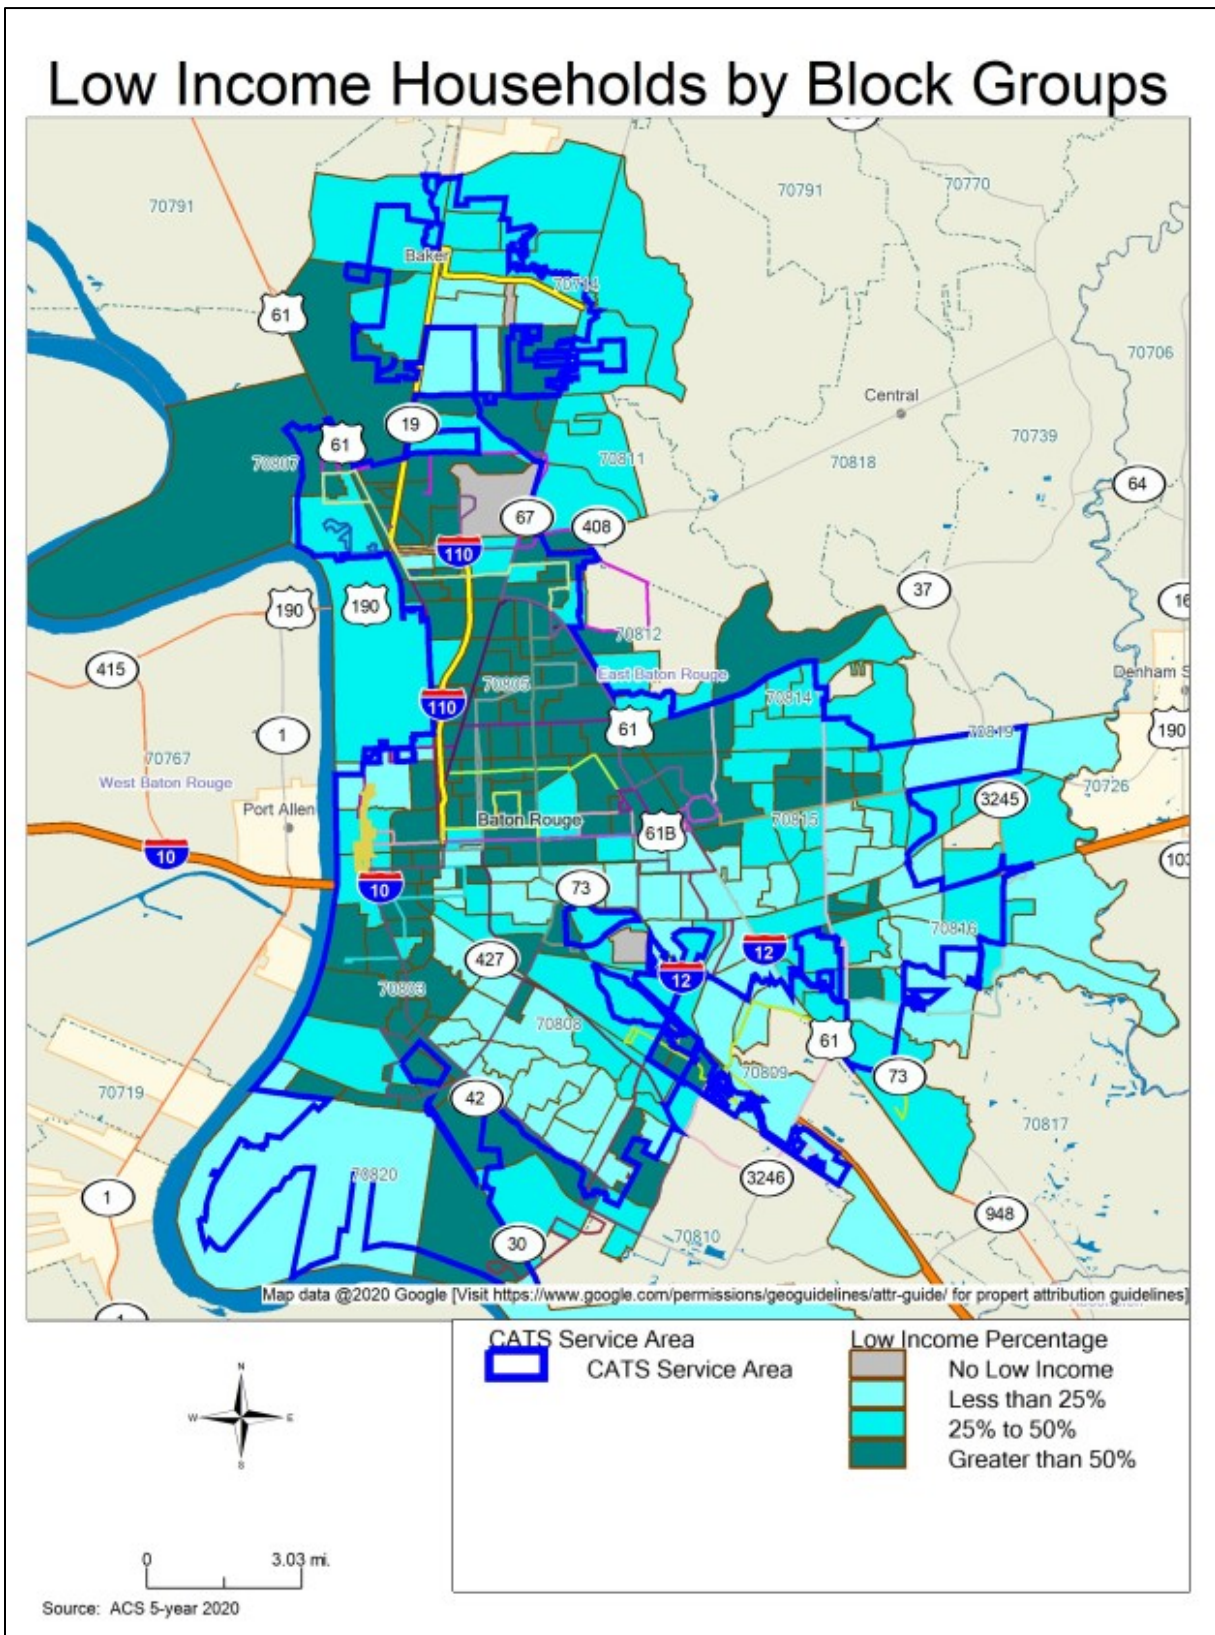 Low Income Households by Block Groups
70791
70791
70770
Baker
70714
61
70706
Central
19
61
70739
70807
70811
70818
64
67
408
110
37
190
190
70812
415
East Baton Rouge
70805
70814
Denham S
110
61
1
70819
190
70767
West Baton Rouge
70726
3245
Port Allen
Baton Rouge
70815
61B
10
10
73
70816
427
12
12
70803
70808
61
70809
73
70719
42
70817
70820
3246
1
948
30
70810
Map data @2020 Google [Visit https://www.google.com/permissions/geoguidelines/attr-guide/ for propert attribution guidelines]
CATS Service Area
CATS Service Area
Low Income Percentage
No Low Income
Less than 25%
25% to 50%
Greater than 50%
N
W
E
S
0
3.03 mi.
Source: ACS 5-year 2020